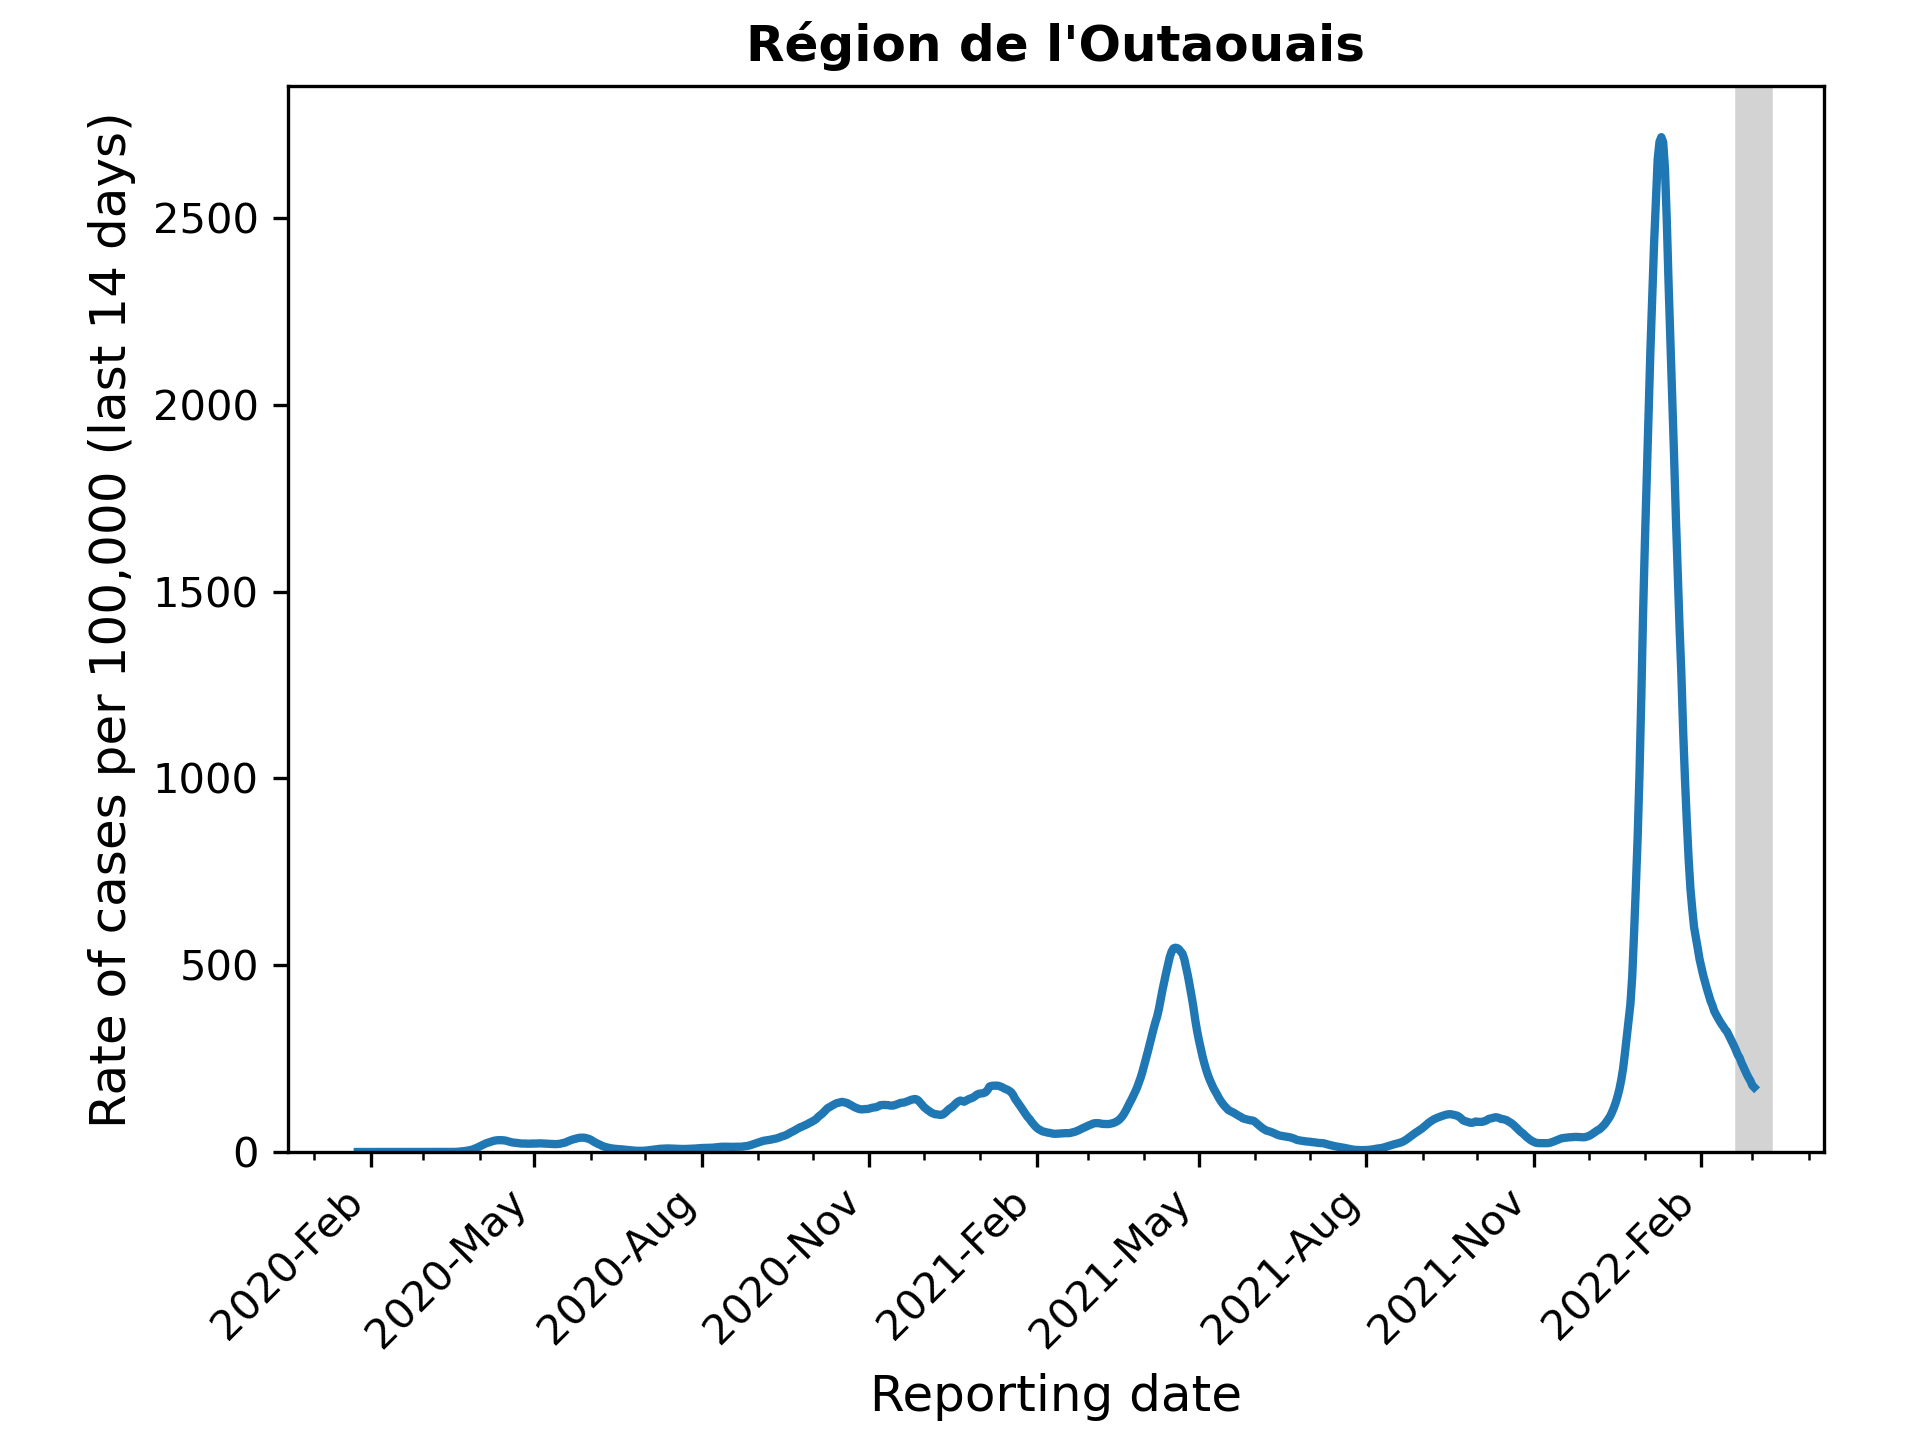 Région de l'Outaouais
Rate of cases per 100,000 (last 14 days)
2500
2000
1500
1000
500
0
2020-Feb
2020-May
2020-Aug
2020-Nov
2021-Feb
2021-May
2021-Aug
2021-Nov
2022-Feb
Reporting date